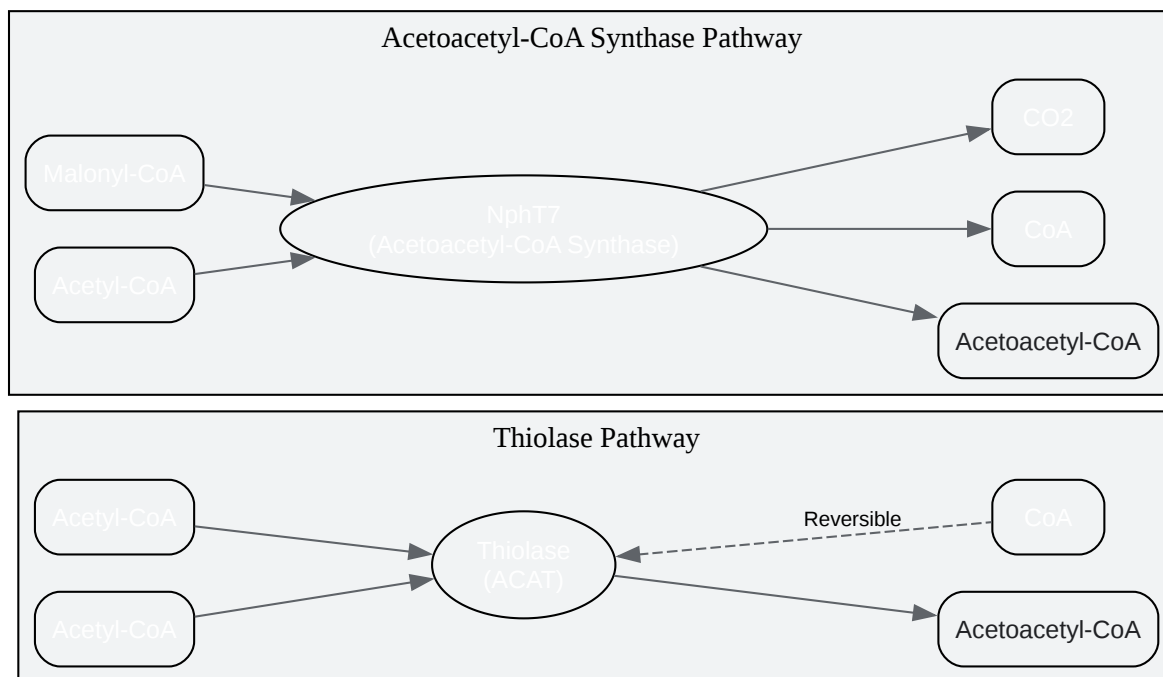 Acetoacetyl-CoA Synthase Pathway
Malonyl-CoA
Acetyl-CoA
NphT7
(Acetoacetyl-CoA Synthase)
CO2
CoA
Acetoacetyl-CoA
Thiolase Pathway
Acetyl-CoA
Acetyl-CoA
Thiolase
(ACAT)
Reversible
CoA
Acetoacetyl-CoA